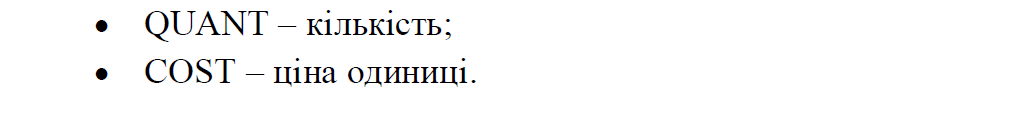 • QUANT – кількість;
• COST – ціна одиниці.